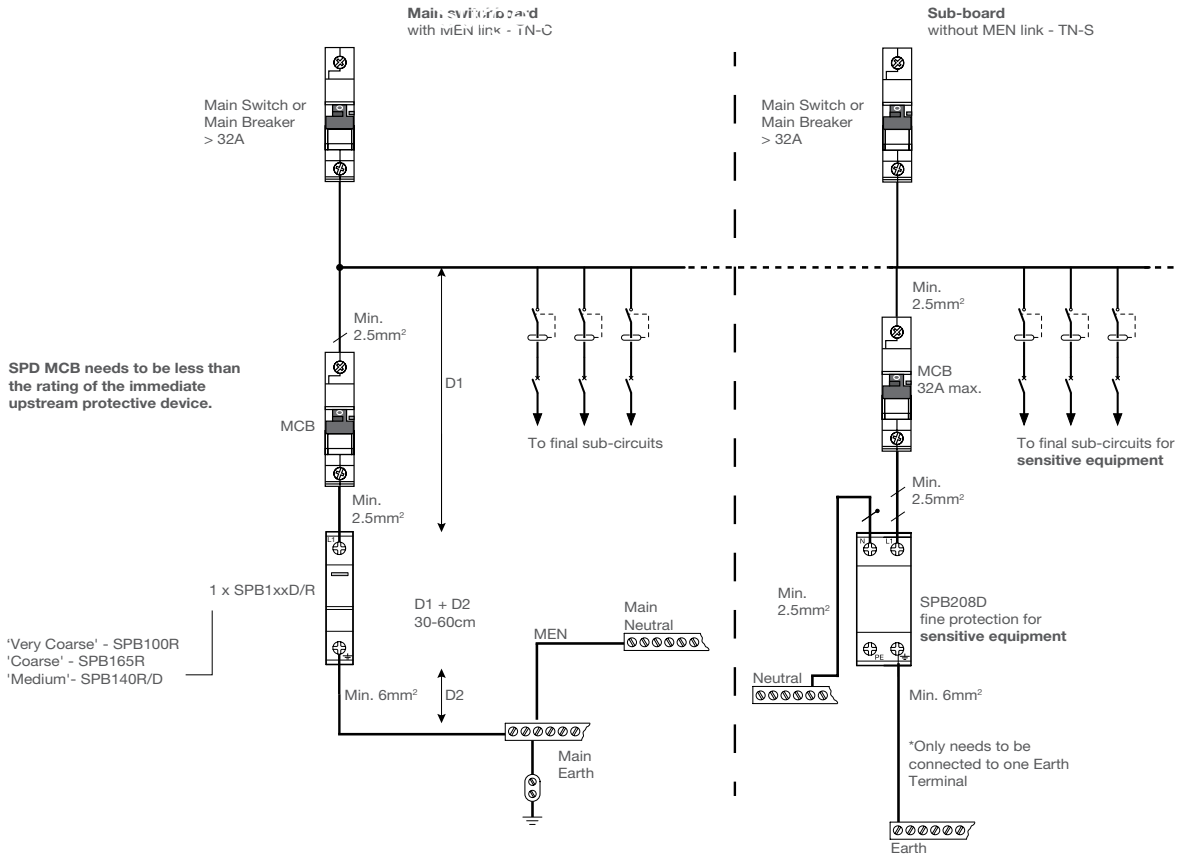 Main switchboard
with MEN link - TN-C
Sub-board
without MEN link - TN-S
Main Switch or
Main Breaker
> 32A
Main Switch or
Main Breaker
> 32A
Min.
2.5mm²
SPD MCB needs to be less than
the rating of the immediate
upstream protective device.
MCB
D1
To final sub-circuits
Min.
2.5mm²
L1
1 x SPB1xxD/R
'Very Coarse' - SPB100R
'Coarse' - SPB165R
'Medium'- SPB140R/D
D1 + D2
30-60cm
Min. 6mm²
D2
MEN
Main
Neutral
Main
Earth
Min.
2.5mm²
MCB
32A max.
To final sub-circuits for
sensitive equipment
Min.
2.5mm²
N
L1
Min.
2.5mm²
SPB208D
fine protection for
sensitive equipment
PE
Neutral
Min. 6mm²
*Only needs to be
connected to one Earth
Terminal
Earth